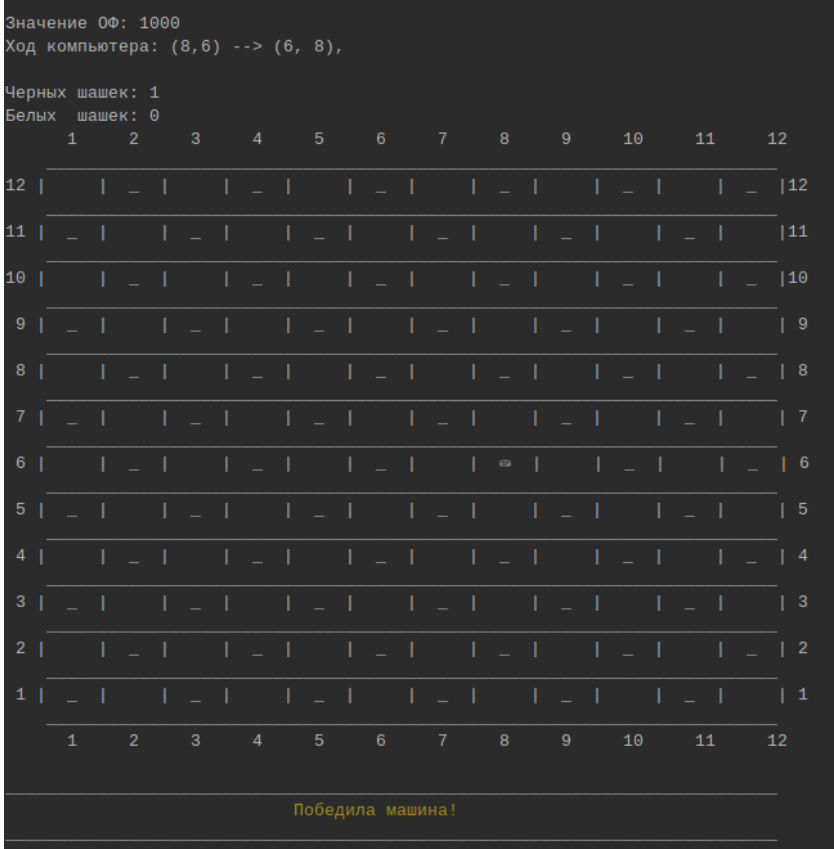 Значение ОФ: 1000
Ход компьютера: (8,6) --> (6, 8),
Черных шашек: 1
Белых шашек: 0
1 2 3 4 5 6 7 8 9 10 11 12
12 | | _ | | _ | | _ | | _ | | _ | | _ |12
11 | _ | | _ | | _ | | _ | | _ | | _ | |11
10 | | _ | | _ | | _ | | _ | | _ | | _ |10
9 | _ | | _ | | _ | | _ | | _ | | _ | | 9
8 | | _ | | _ | | _ | | _ | | _ | | _ | 8
7 | _ | | _ | | _ | | _ | | _ | | _ | | 7
6 | | _ | | _ | | _ | | ⛂ | | _ | | _ | 6
5 | _ | | _ | | _ | | _ | | _ | | _ | | 5
4 | | _ | | _ | | _ | | _ | | _ | | _ | 4
3 | _ | | _ | | _ | | _ | | _ | | _ | | 3
2 | | _ | | _ | | _ | | _ | | _ | | _ | 2
1 | _ | | _ | | _ | | _ | | _ | | _ | | 1
1 2 3 4 5 6 7 8 9 10 11 12
Победила машина!